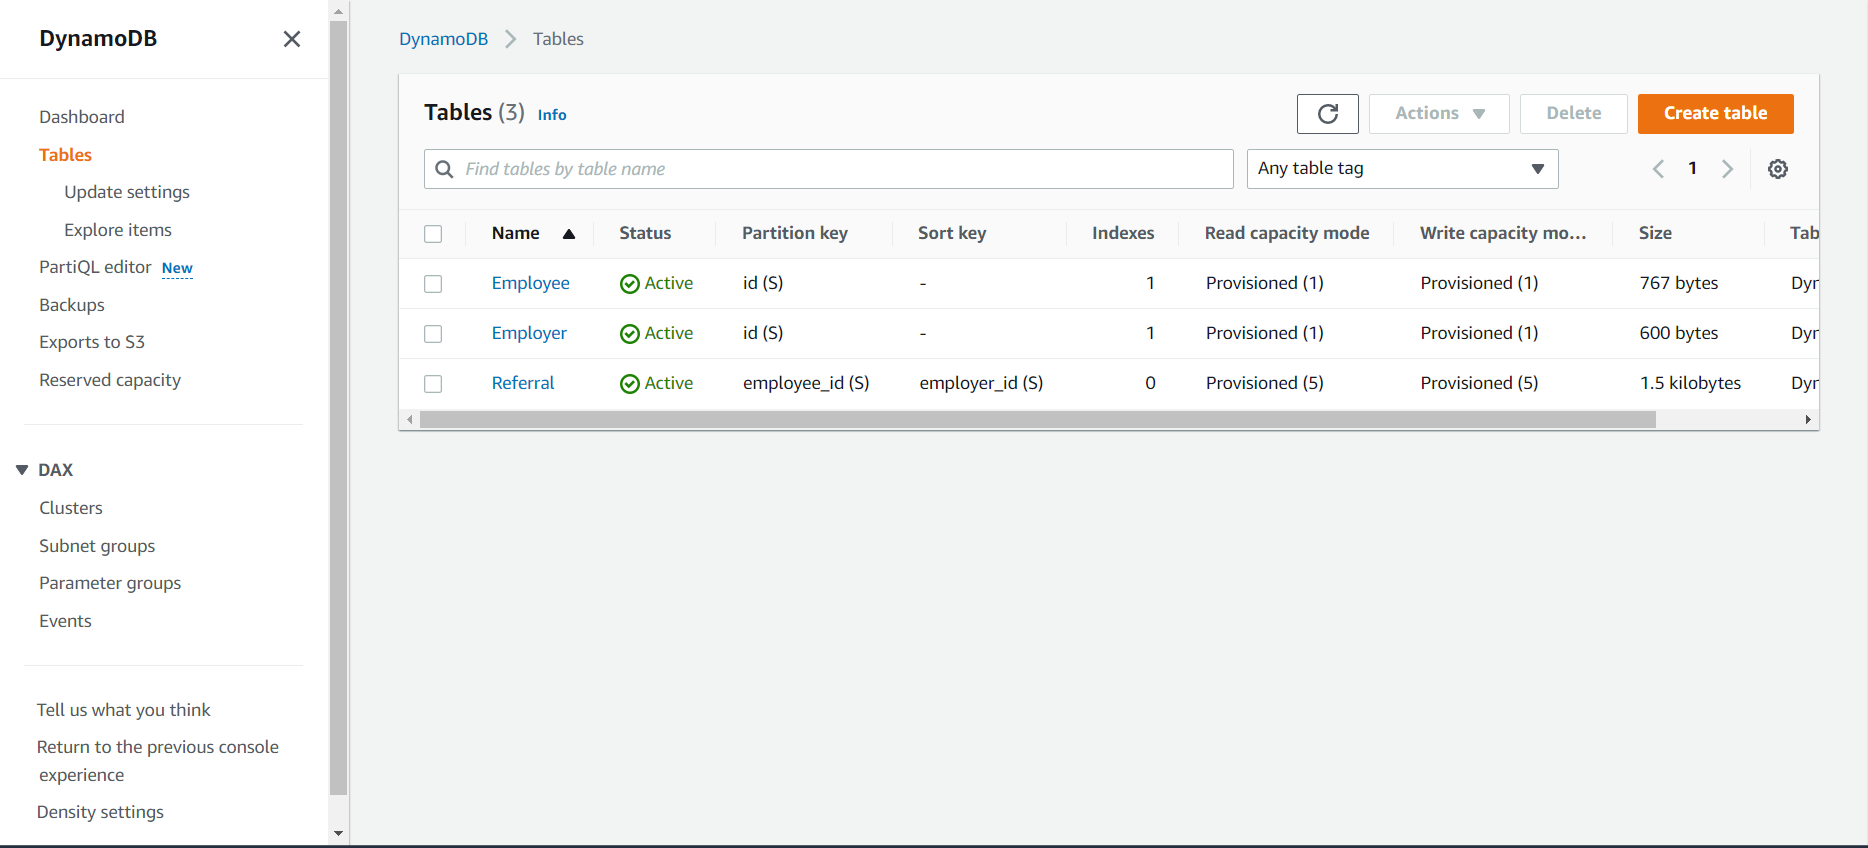 DynamoDB
Dashboard
Tables
Update settings
Explore items
PartiQL editor New
Backups
Exports to S3
Reserved capacity
DAX
Clusters
Subnet groups
Parameter groups
Events
Tell us what you think
Return to the previous console
experience
Density settings
DynamoDB Tables
Tables (3) Info
Actions Delete Create table
Find tables by table name Any table tag 1
Name Status Partition key Sort key Indexes Read capacity mode Write capacity mo... Size Tab
Employee Active id (S) - 1 Provisioned (1) Provisioned (1) 767 bytes Dyn
Employer Active id (S) - 1 Provisioned (1) Provisioned (1) 600 bytes Dyn
Referral Active employee_id (S) employer_id (S) 0 Provisioned (5) Provisioned (5) 1.5 kilobytes Dyn